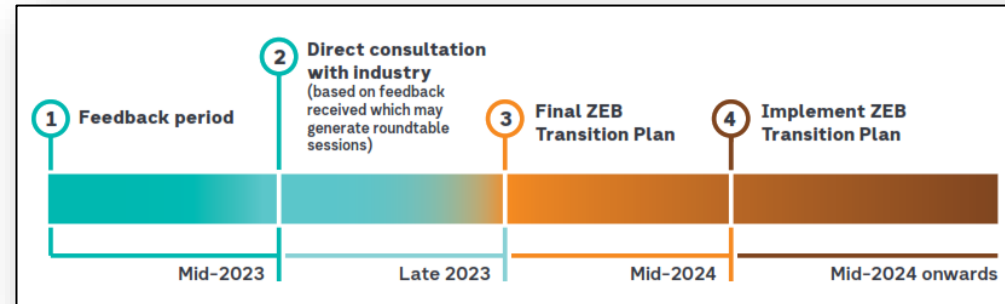 1 Feedback period
2 Direct consultation
with industry
(based on feedback
received which may
generate roundtable
sessions)
3 Final ZEB
Transition Plan
4 Implement ZEB
Transition Plan
Mid-2023
Late 2023
Mid-2024
Mid-2024 onwards